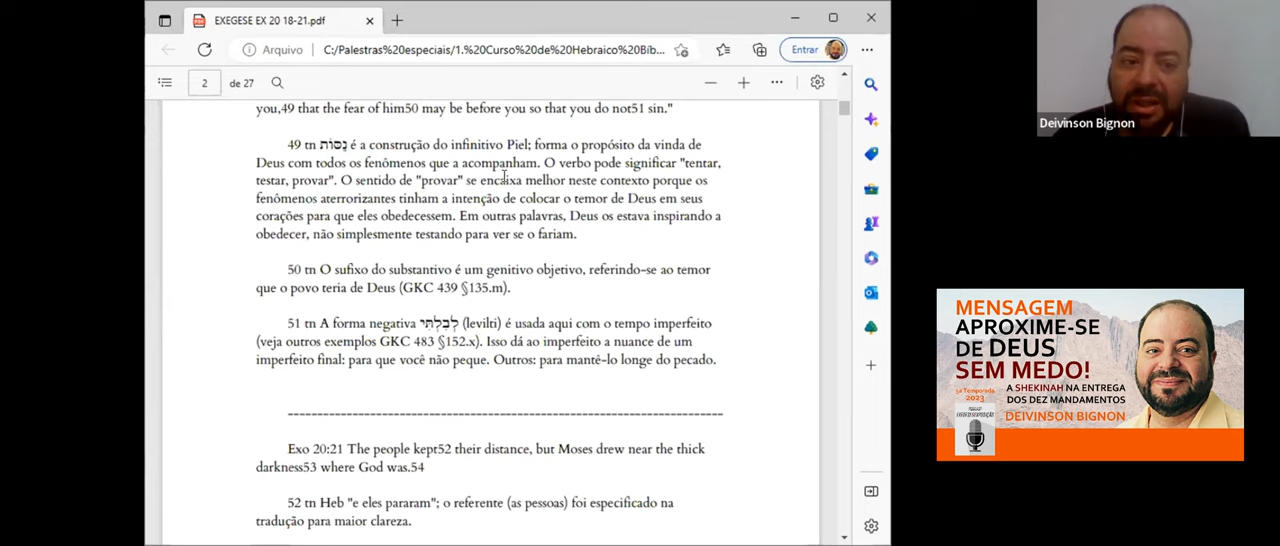 EXEGESE EX 20 18-21.pdf
Arquivo
C:/Palestras%20especiais/1.%20Curso%20de%20Hebraico%20Bíb...
Entrar
2 de 27
you,49 that the fear of him50 may be before you so that you do not51 sin."
49 tn נַסּוֹת é a construção do infinitivo Piel; forma o propósito da vinda de
Deus com todos os fenômenos que a acompanham. O verbo pode significar "tentar,
testar, provar". O sentido de "provar" se encaixa melhor neste contexto porque os
fenômenos aterrorizantes tinham a intenção de colocar o temor de Deus em seus
corações para que eles obedecessem. Em outras palavras, Deus os estava inspirando a
obedecer, não simplesmente testando para ver se o fariam.
50 tn O sufixo do substantivo é um genitivo objetivo, referindo-se ao temor
que o povo teria de Deus (GKC 439 §135.m).
51 tn A forma negativa לְבִלְתִּי (levilti) é usada aqui com o tempo imperfeito
(veja outros exemplos GKC 483 §152.x). Isso dá ao imperfeito a nuance de um
imperfeito final: para que você não peque. Outros: para mantê-lo longe do pecado.
--------------------------------------------------------------------------
Exo 20:21 The people kept52 their distance, but Moses drew near the thick
darkness53 where God was.54
52 tn Heb "e eles pararam"; o referente (as pessoas) foi especificado na
tradução para maior clareza.
Deivinson Bignon
MENSAGEM
APROXIME-SE
DE DEUS
SEM MEDO!
A SHEKINAH NA ENTREGA
DOS DEZ MANDAMENTOS
DEIVINSON BIGNON
5a Temporada
2023
PODCAST